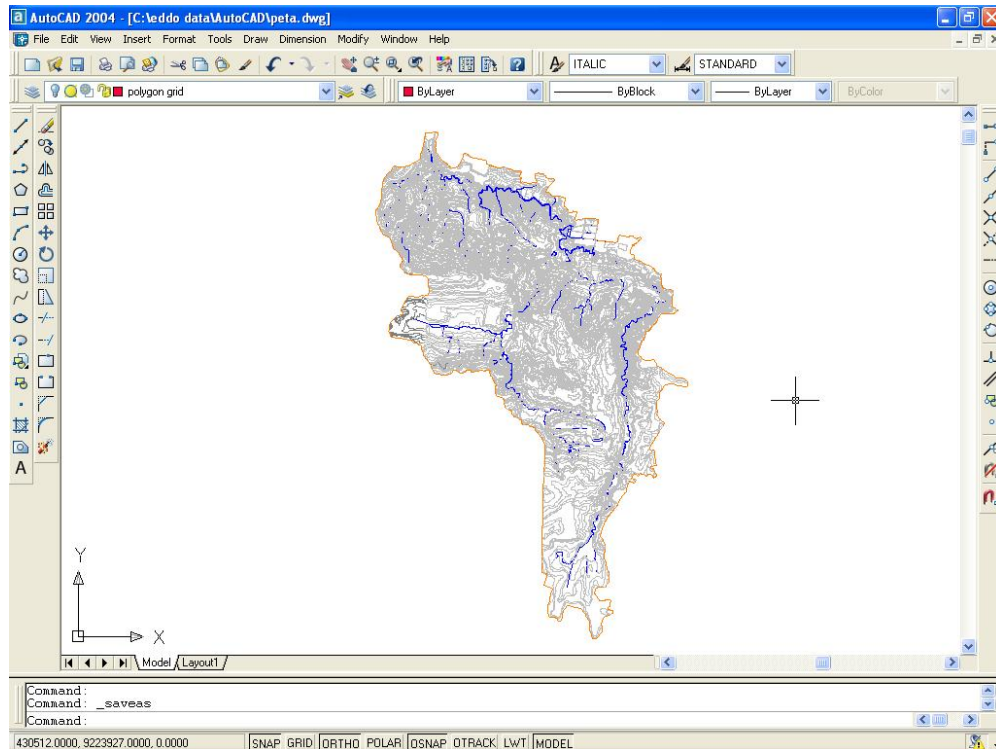 AutoCAD 2004 - [C:\eddo data\AutoCAD\peta.dwg]
File Edit View Insert Format Tools Draw Dimension Modify Window Help
ITALIC STANDARD
polygon grid ByLayer ByBlock ByLayer ByColor
A
Y
X
Model Layout1
Command:
Command: _saveas
Command:
430512.0000, 9223927.0000, 0.0000 SNAP GRID ORTHO POLAR OSNAP OTRACK LWT MODEL